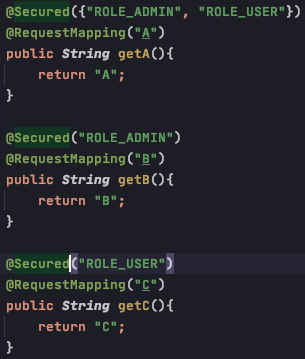 @Secured({"ROLE_ADMIN", "ROLE_USER"})
@RequestMapping("A")
public String getA(){
    return "A";
}
@Secured("ROLE_ADMIN")
@RequestMapping("B")
public String getB(){
    return "B";
}
@Secured("ROLE_USER")
@RequestMapping("C")
public String getC(){
    return "C";
}